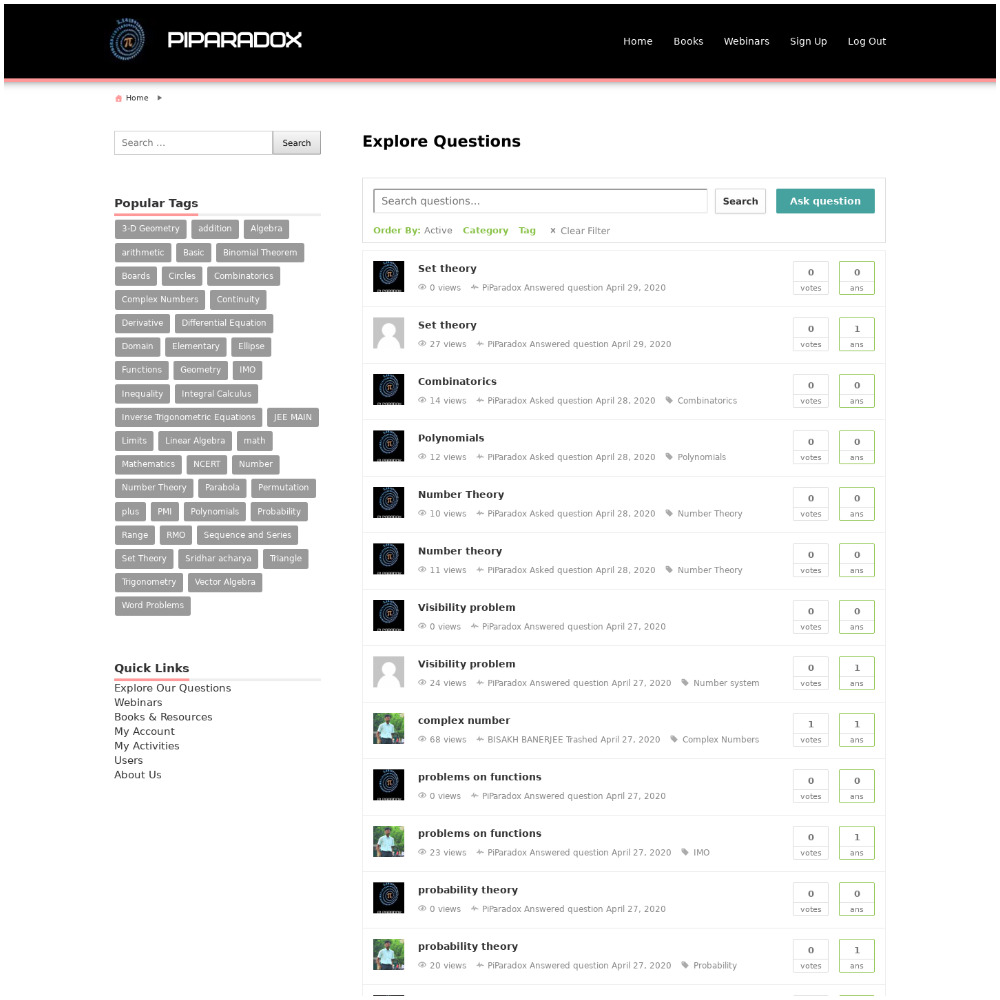 PIPARADOX
Home Books Webinars Sign Up Log Out
Home
Search ... Search
Popular Tags
3-D Geometry addition Algebra
arithmetic Basic Binomial Theorem
Boards Circles Combinatorics
Complex Numbers Continuity
Derivative Differential Equation
Domain Elementary Ellipse
Functions Geometry IMO
Inequality Integral Calculus
Inverse Trigonometric Equations JEE MAIN
Limits Linear Algebra math
Mathematics NCERT Number
Number Theory Parabola Permutation
plus PMI Polynomials Probability
Range RMO Sequence and Series
Set Theory Sridhar acharya Triangle
Trigonometry Vector Algebra
Word Problems
Quick Links
Explore Our Questions
Webinars
Books & Resources
My Account
My Activities
Users
About Us
Explore Questions
Search questions... Search Ask question
Order By: Active Category Tag × Clear Filter
Set theory
0 views PiParadox Answered question April 29, 2020
0 votes 0 ans
Set theory
27 views PiParadox Answered question April 29, 2020
0 votes 1 ans
Combinatorics
14 views PiParadox Asked question April 28, 2020 Combinatorics
0 votes 0 ans
Polynomials
12 views PiParadox Asked question April 28, 2020 Polynomials
0 votes 0 ans
Number Theory
10 views PiParadox Asked question April 28, 2020 Number Theory
0 votes 0 ans
Number theory
11 views PiParadox Asked question April 28, 2020 Number Theory
0 votes 0 ans
Visibility problem
0 views PiParadox Answered question April 27, 2020
0 votes 0 ans
Visibility problem
24 views PiParadox Answered question April 27, 2020 Number system
0 votes 1 ans
complex number
68 views BISAKH BANERJEE Trashed April 27, 2020 Complex Numbers
1 votes 1 ans
problems on functions
0 views PiParadox Answered question April 27, 2020
0 votes 0 ans
problems on functions
23 views PiParadox Answered question April 27, 2020 IMO
0 votes 1 ans
probability theory
0 views PiParadox Answered question April 27, 2020
0 votes 0 ans
probability theory
20 views PiParadox Answered question April 27, 2020 Probability
0 votes 1 ans